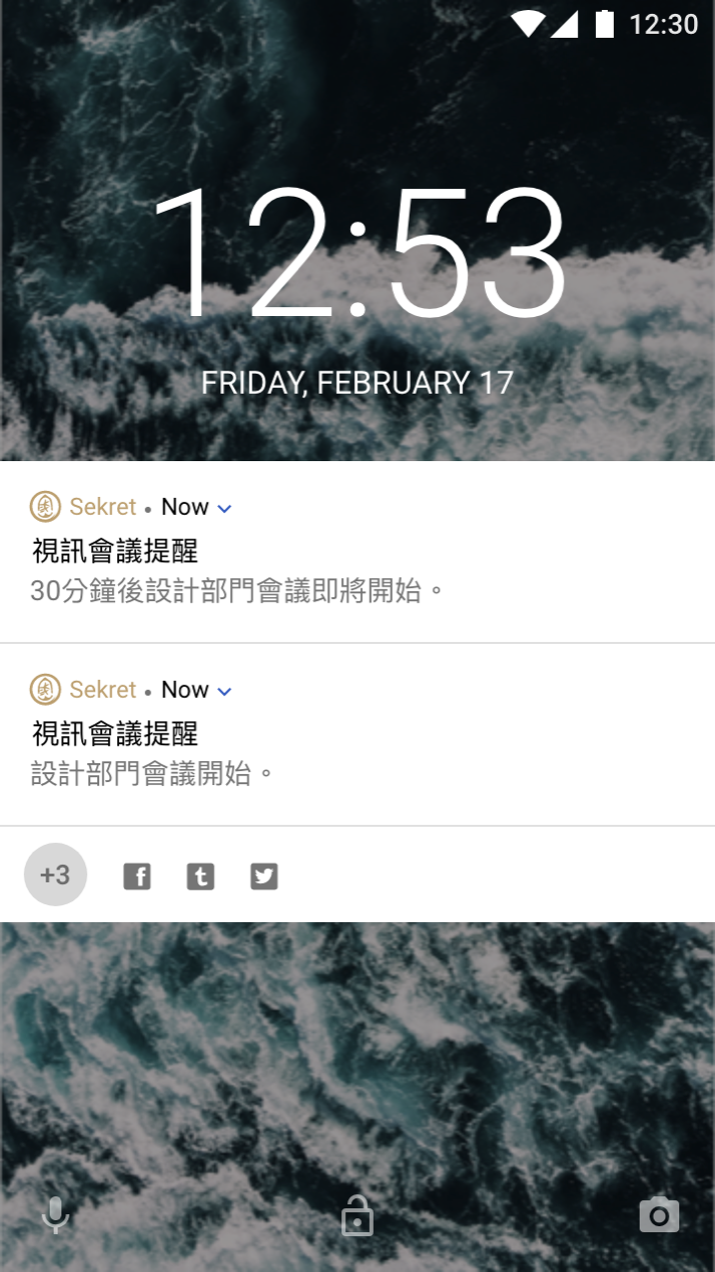 12:30
12:53
FRIDAY, FEBRUARY 17
Sekret • Now
視訊會議提醒
30分鐘後設計部門會議即將開始。
Sekret • Now
視訊會議提醒
設計部門會議開始。
+3